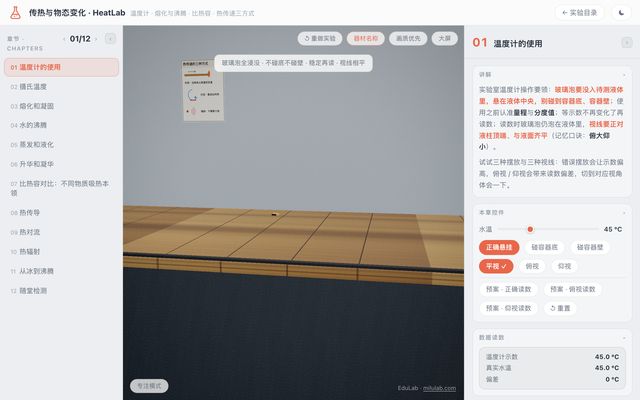 传热与物态变化 · HeatLab
温度计 · 熔化与沸腾 · 比热容 · 热传递三方式
← 实验目录
章节 · CHAPTERS
‹ 01/12 ›
01 温度计的使用
02 摄氏温度
03 熔化和凝固
04 水的沸腾
05 蒸发和液化
06 升华和凝华
07 比热容对比：不同物质吸热本领
08 热传导
09 热对流
10 热辐射
11 从冰到沸腾
12 随堂检测
↺ 重做实验
器材名称
画质优先
大屏
玻璃泡全浸没 · 不碰底不碰壁 · 稳定再读 · 视线相平
专注模式
EduLab · milulab.com
01 温度计的使用
讲解
实验室温度计操作要领：玻璃泡要没入待测液体
里，悬在液体中央，别碰容器底、容器壁；使
用之前认准量程与分度值；等示数不再变化了再
读数；读数时玻璃泡仍泡在液体里，视线要正对
液柱顶端、与液面齐平（记忆口诀：俯大仰
小）。
试试三种摆放与三种视线：错误摆放会让示数偏
高，俯视 / 仰视会带来读数偏差，切到对应视角
体会一下。
本章控件
水温
45 °C
正确悬挂
碰容器底
碰容器壁
平视 ✓
俯视
仰视
预案 · 正确读数
预案 · 俯视读数
预案 · 仰视读数
↺ 重置
数据读数
温度计示数 45.0 °C
真实水温 45.0 °C
偏差 0 °C